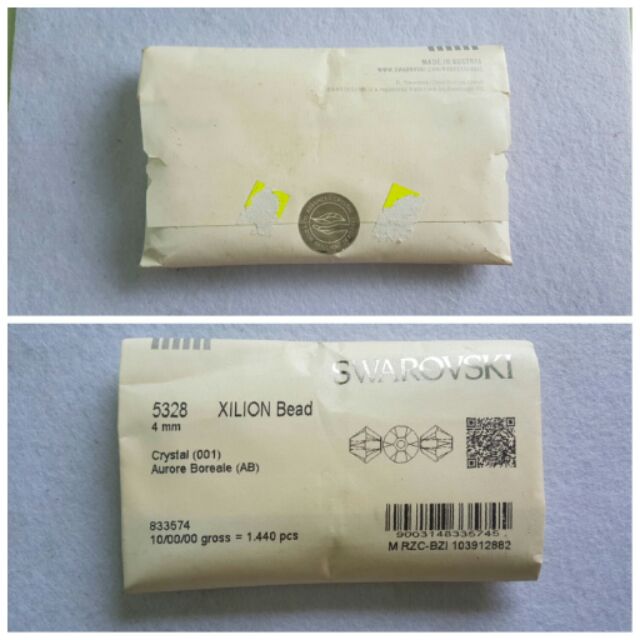 MADE IN AUSTRIA
SWAROVSKI
5328 XILION Bead
4 mm
Crystal (001)
Aurore Boreale (AB)
833574
10/00/00 gross = 1.440 pcs
9003148335745
M RZC-BZI 103912882